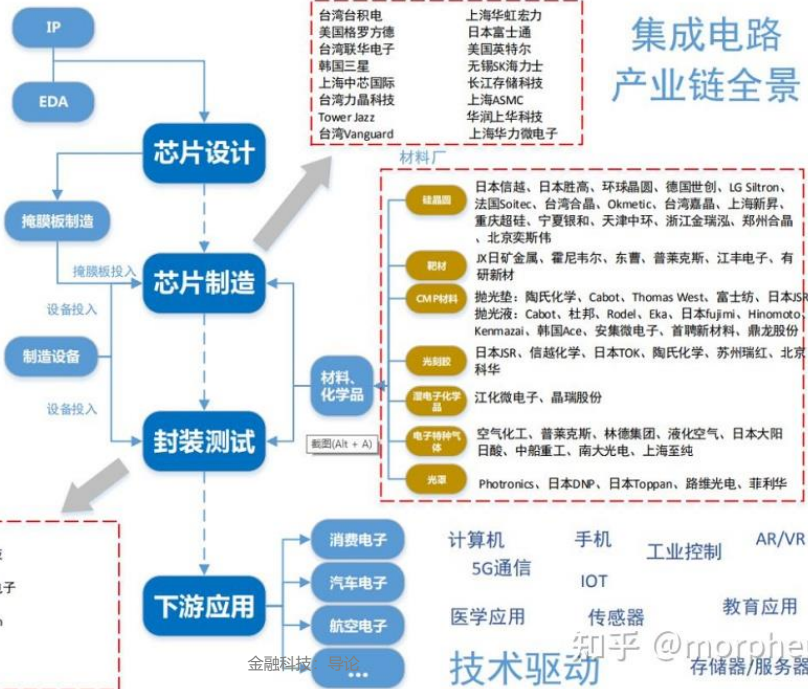 集成电路
产业链全景
IP
EDA
芯片设计
掩膜板制造
掩膜板投入
芯片制造
设备投入
制造设备
设备投入
封装测试
下游应用
台湾台积电 上海华虹宏力
美国格罗方德 日本富士通
台湾联华电子 美国英特尔
韩国三星 无锡SK海力士
上海中芯国际 长江存储科技
台湾力晶科技 上海ASMC
Tower Jazz 华润上华科技
台湾Vanguard 上海华力微电子
材料厂
硅晶圆
日本信越、日本胜高、环球晶圆、德国世创、LG Siltron、
法国Soitec、台湾合晶、Okmetic、台湾嘉晶、上海新昇、
重庆超硅、宁夏银和、天津中环、浙江金瑞泓、郑州合晶
、北京奕斯伟
靶材
JX日矿金属、霍尼韦尔、东曹、普莱克斯、江丰电子、有
研新材
CMP材料
抛光垫：陶氏化学、Cabot、Thomas West、富士纺、日本JSR
抛光液：Cabot、杜邦、Rodel、Eka、日本fujimi、Hinomoto、
Kenmazai、韩国Ace、安集微电子、首聘新材料、鼎龙股份
光刻胶
日本JSR、信越化学、日本TOK、陶氏化学、苏州瑞红、北京
科华
湿电子化学
品
江化微电子、晶瑞股份
电子特种气
体
空气化工、普莱克斯、林德集团、液化空气、日本大阳
日酸、中船重工、南大光电、上海至纯
光罩
Photronics、日本DNP、日本Toppan、路维光电、菲利华
材料、
化学品
截图(Alt + A)
消费电子
汽车电子
航空电子
...
计算机 手机 工业控制 AR/VR
5G通信 IOT
医学应用 传感器 教育应用
技术驱动 存储器/服务器
知乎 @morpheu
金融科技 导论